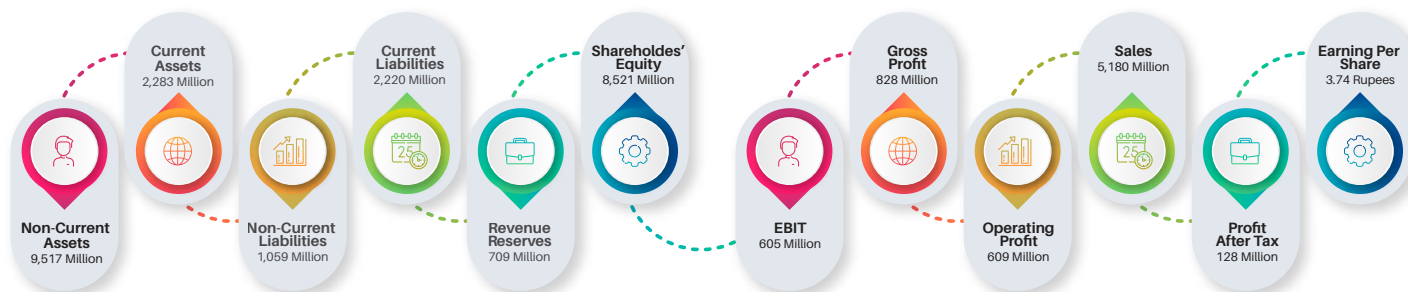 Non-Current
Assets
9,517 Million
Current
Assets
2,283 Million
Non-Current
Liabilities
1,059 Million
Current
Liabilities
2,220 Million
25
Revenue
Reserves
709 Million
Shareholdes'
Equity
8,521 Million
EBIT
605 Million
Gross
Profit
828 Million
Operating
Profit
609 Million
Sales
5,180 Million
25
Profit
After Tax
128 Million
Earning Per
Share
3.74 Rupees